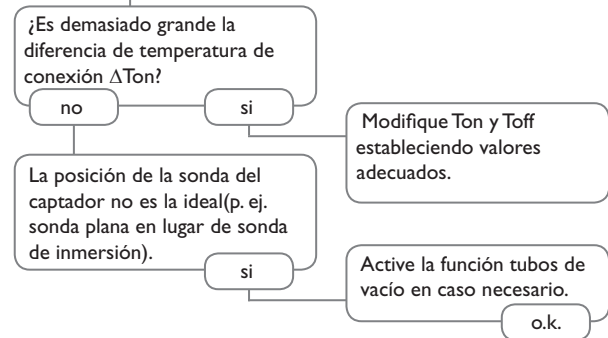 ¿Es demasiado grande la
diferencia de temperatura de
conexión ΔTon?
no
si
Modifique Ton y Toff
estableciendo valores
adecuados.
La posición de la sonda del
captador no es la ideal(p. ej.
sonda plana en lugar de sonda
de inmersión).
si
Active la función tubos de
vacío en caso necesario.
o.k.